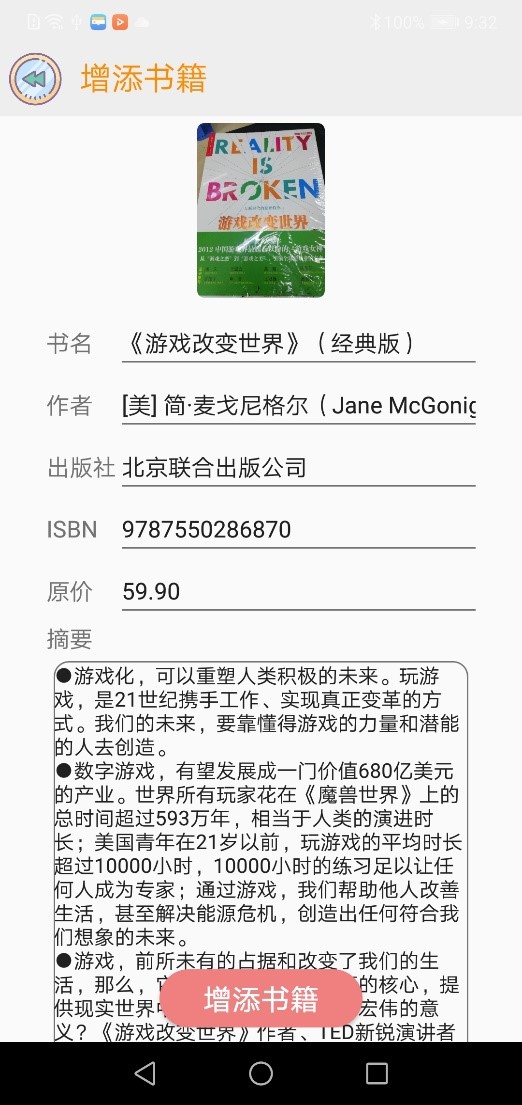 100%
9:32
增添书籍
REALITY
IS
BROKEN
游戏改变世界
书名 《游戏改变世界》（经典版）
作者 [美] 简·麦戈尼格尔（Jane McGonig
出版社 北京联合出版公司
ISBN 9787550286870
原价 59.90
摘要
●游戏化，可以重塑人类积极的未来。玩游
戏，是21世纪携手工作、实现真正变革的方
式。我们的未来，要靠懂得游戏的力量和潜能
的人去创造。
●数字游戏，有望发展成一门价值680亿美元
的产业。世界所有玩家花在《魔兽世界》上的
总时间超过593万年，相当于人类的演进时
长；美国青年在21岁以前，玩游戏的平均时长
超过10000小时，10000小时的练习足以让任
何人成为专家；通过游戏，我们帮助他人改善
生活，甚至解决能源危机，创造出任何符合我
们想象的未来。
●游戏，前所未有的占据和改变了我们的生
活，那么，
的核心，提
供现实世界
宏伟的意
增添书籍
义？《游戏改变世界》作者、TED新锐演讲者